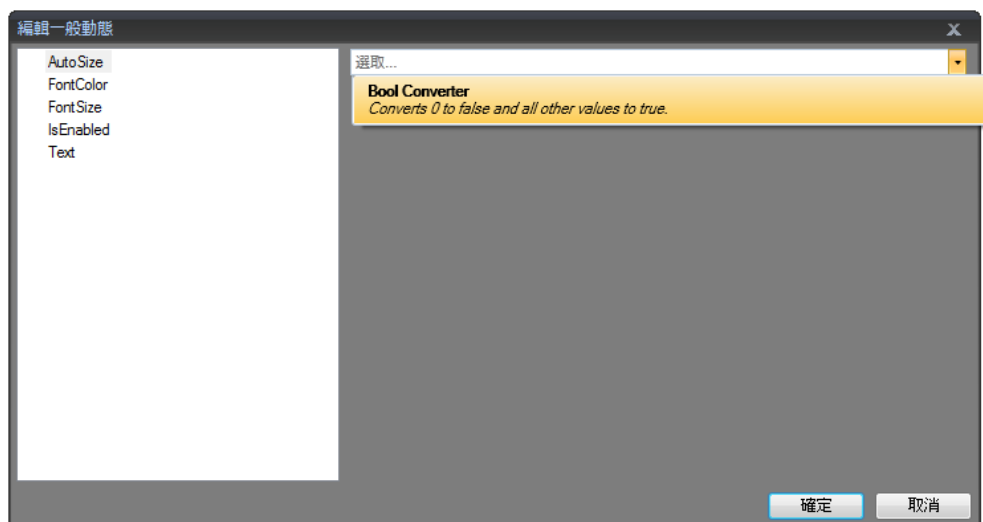 編輯一般動態
x
AutoSize
FontColor
FontSize
IsEnabled
Text
選取...
Bool Converter
Converts 0 to false and all other values to true.
確定
取消